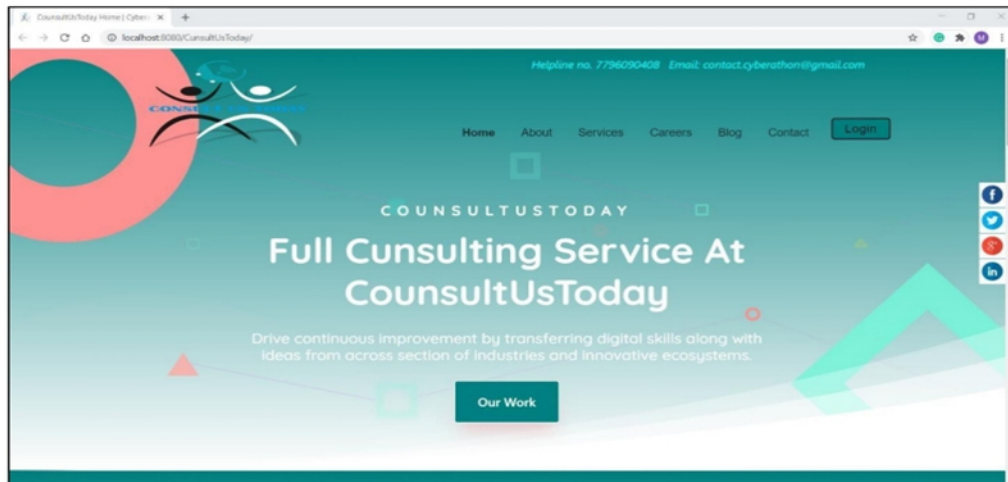 CounsultUsToday Home | Cyber
localhost:8080/CunsultUsToday/
M
Helpline no. 7796090408 Email: contact.cyberathon@gmail.com
Home About Services Careers Blog Contact Login
COUNSULTUSTODAY
Full Cunsulting Service At
CounsultUsToday
Drive continuous improvement by transferring digital skills along with
ideas from across section of industries and innovative ecosystems.
Our Work